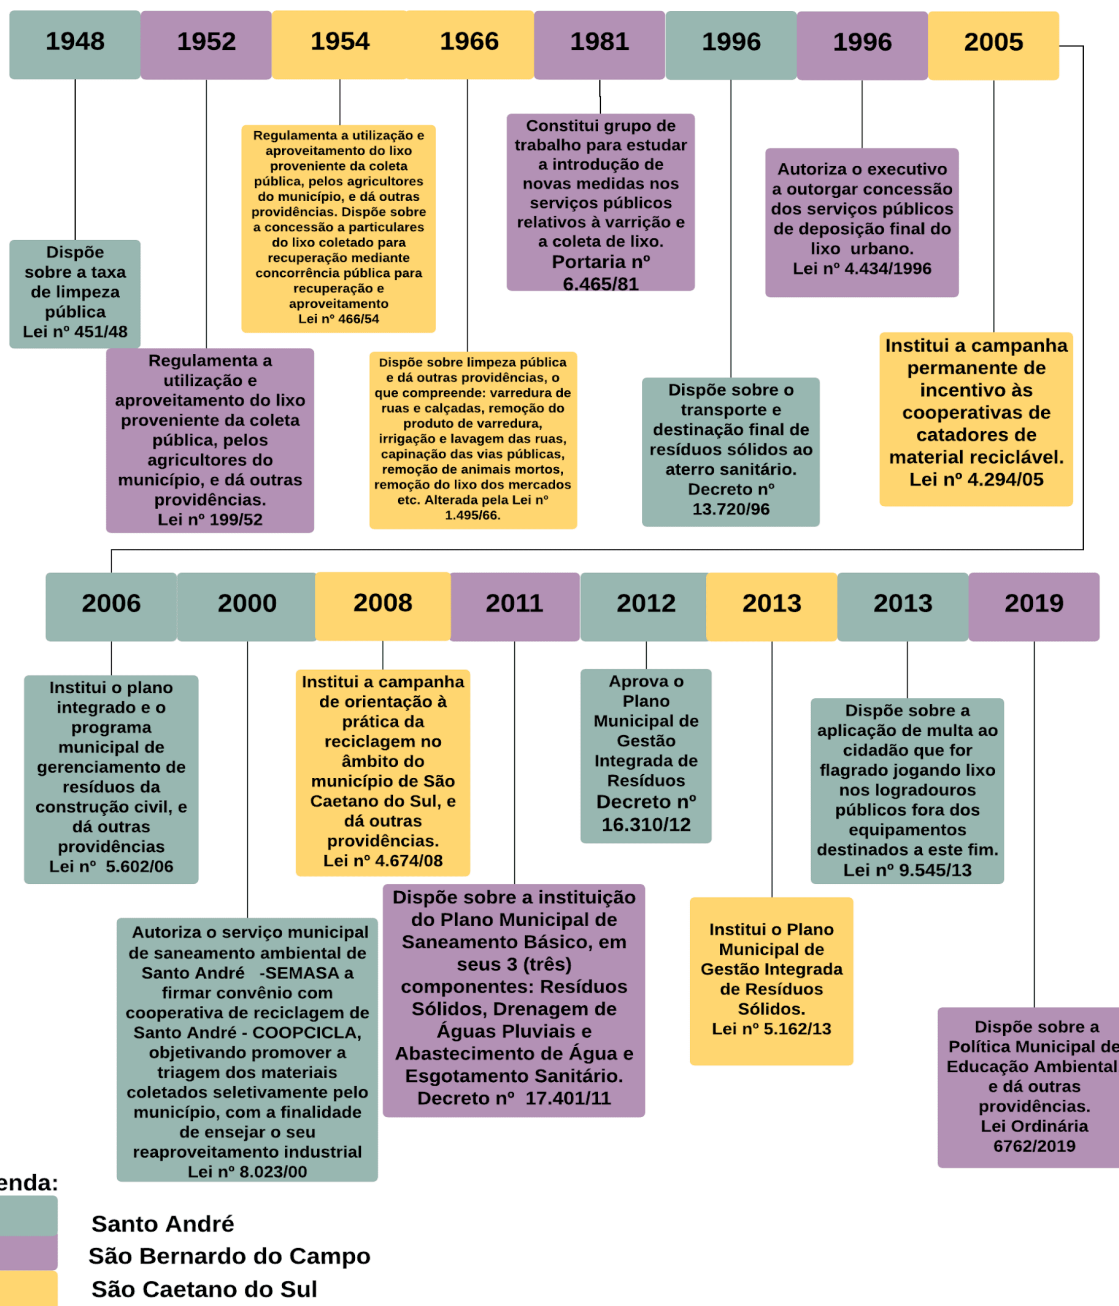 1948
1952
1954
1966
1981
1996
1996
2005
Dispõe
sobre a taxa
de limpeza
pública
Lei nº 451/48
Regulamenta a
utilização e
aproveitamento do lixo
proveniente da coleta
pública, pelos
agricultores do
município, e dá outras
providências.
Lei nº 199/52
Regulamenta a utilização e
aproveitamento do lixo
proveniente da coleta
pública, pelos agricultores
do município, e dá outras
providências. Dispõe sobre
a concessão a particulares
do lixo coletado para
recuperação mediante
concorrência pública para
recuperação e
aproveitamento
Lei nº 466/54
Dispõe sobre limpeza pública
e dá outras providências, o
que compreende: varredura de
ruas e calçadas, remoção do
produto de varredura,
irrigação e lavagem das ruas,
capinação das vias públicas,
remoção de animais mortos,
remoção do lixo dos mercados
etc. Alterada pela Lei nº
1.495/66.
Constitui grupo de
trabalho para estudar
a introdução de
novas medidas nos
serviços públicos
relativos à varrição e
a coleta de lixo.
Portaria nº
6.465/81
Dispõe sobre o
transporte e
destinação final de
resíduos sólidos ao
aterro sanitário.
Decreto nº
13.720/96
Autoriza o executivo
a outorgar concessão
dos serviços públicos
de deposição final do
lixo urbano.
Lei nº 4.434/1996
Institui a campanha
permanente de
incentivo às
cooperativas de
catadores de
material reciclável.
Lei nº 4.294/05
2006
2000
2008
2011
2012
2013
2013
2019
Institui o plano
integrado e o
programa
municipal de
gerenciamento de
resíduos da
construção civil, e
dá outras
providências
Lei nº 5.602/06
Autoriza o serviço municipal
de saneamento ambiental de
Santo André -SEMASA a
firmar convênio com
cooperativa de reciclagem de
Santo André - COOPCICLA,
objetivando promover a
triagem dos materiais
coletados seletivamente pelo
município, com a finalidade
de ensejar o seu
reaproveitamento industrial
Lei nº 8.023/00
Institui a campanha
de orientação à
prática da
reciclagem no
âmbito do
município de São
Caetano do Sul, e
dá outras
providências.
Lei nº 4.674/08
Dispõe sobre a instituição
do Plano Municipal de
Saneamento Básico, em
seus 3 (três)
componentes: Resíduos
Sólidos, Drenagem de
Águas Pluviais e
Abastecimento de Água e
Esgotamento Sanitário.
Decreto nº 17.401/11
Aprova o
Plano
Municipal de
Gestão
Integrada de
Resíduos
Decreto nº
16.310/12
Institui o Plano
Municipal de
Gestão Integrada
de Resíduos
Sólidos.
Lei nº 5.162/13
Dispõe sobre a
aplicação de multa ao
cidadão que for
flagrado jogando lixo
nos logradouros
públicos fora dos
equipamentos
destinados a este fim.
Lei nº 9.545/13
Dispõe sobre a
Política Municipal de
Educação Ambiental
e dá outras
providências.
Lei Ordinária
6762/2019
enda:
Santo André
São Bernardo do Campo
São Caetano do Sul